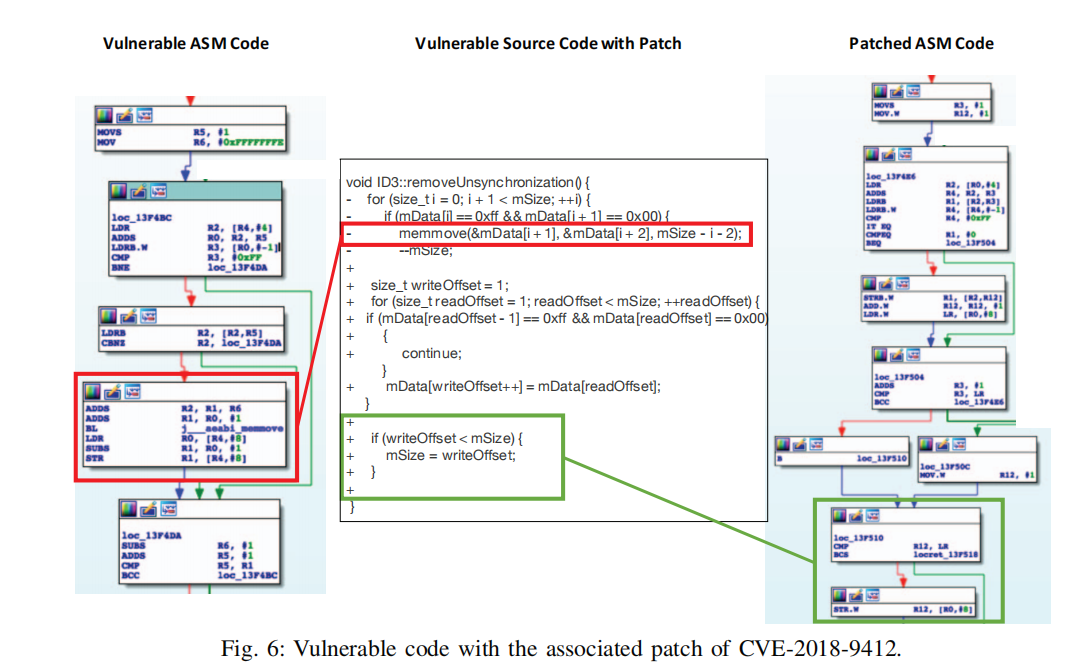 Vulnerable ASM Code
Vulnerable Source Code with Patch
Patched ASM Code
MOVS R5, #1
MOV R6, #0xFFFFFFFE
loc_13F4BC
LDR R2, [R4,#4]
ADDS R0, R2, R5
LDRB.W R3, [R0,#-1]
CMP R3, #0xFF
BNE loc_13F4DA
LDRB R2, [R2,R5]
CBNZ R2, loc_13F4DA
ADDS R2, R1, R6
ADDS R1, R0, #1
BL j___aeabi_memmove
LDR R0, [R4,#8]
SUBS R1, R0, #1
STR R1, [R4,#8]
loc_13F4DA
SUBS R6, #1
ADDS R5, #1
CMP R5, R1
BCC loc_13F4BC
void ID3::removeUnsynchronization() {
- for (size_t i = 0; i + 1 < mSize; ++i) {
- if (mData[i] == 0xff && mData[i + 1] == 0x00) {
- memmove(&mData[i + 1], &mData[i + 2], mSize - i - 2);
- --mSize;
+
+ size_t writeOffset = 1;
+ for (size_t readOffset = 1; readOffset < mSize; ++readOffset) {
+ if (mData[readOffset - 1] == 0xff && mData[readOffset] == 0x00)
+ {
+ continue;
}
+ mData[writeOffset++] = mData[readOffset];
}
+
+ if (writeOffset < mSize) {
+ mSize = writeOffset;
+ }
+
}
MOVS R3, #1
MOV.W R12, #1
loc_13F4E6
LDR R2, [R0,#4]
ADDS R4, R2, R3
LDRB R1, [R2,R3]
LDRB.W R4, [R4,#-1]
CMP R4, #0xFF
IT EQ
CMPEQ R1, #0
BEQ loc_13F504
STRB.W R1, [R2,R12]
ADD.W R12, R12, #1
LDR.W LR, [R0,#8]
loc_13F504
ADDS R3, #1
CMP R3, LR
BCC loc_13F4E6
B loc_13F510
loc_13F50C
MOV.W R12, #1
loc_13F510
CMP R12, LR
BCS locret_13F518
STR.W R12, [R0,#8]
Fig. 6: Vulnerable code with the associated patch of CVE-2018-9412.